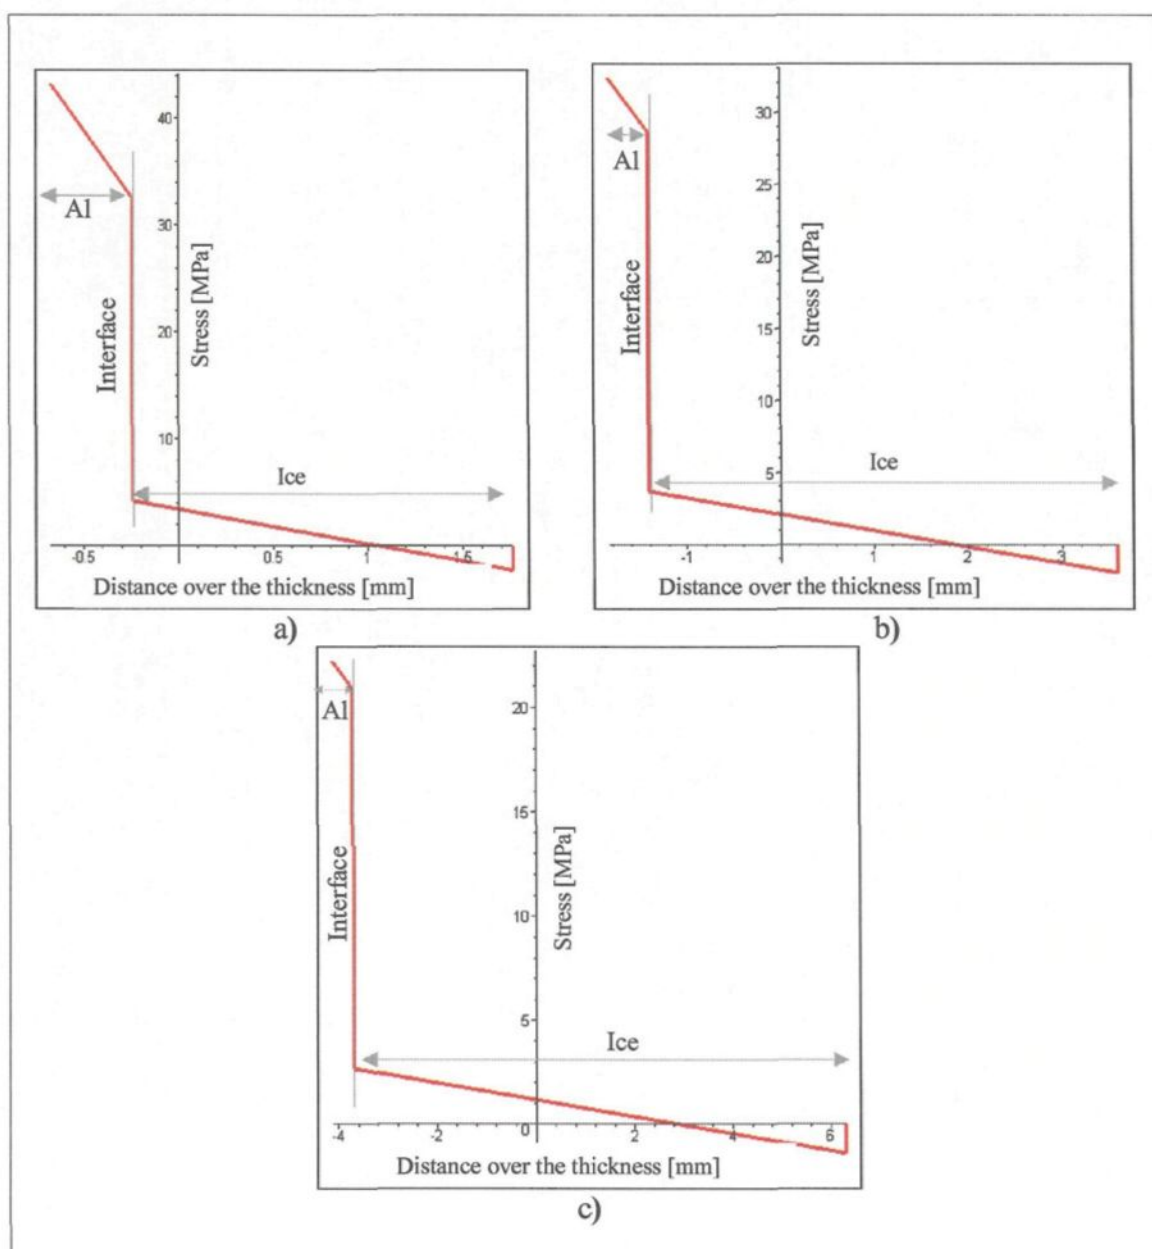 40
Al
30
Interface
Stress [MPa]
20
10
Ice
-0.5
0.5
1
1.5
Distance over the thickness [mm]
a)
30
Al
25
20
Interface
Stress [MPa]
15
10
Ice
5
-1
0
1
2
3
Distance over the thickness [mm]
b)
Al
20
15
Interface
Stress [MPa]
10
5
Ice
-4
-2
0
2
4
6
Distance over the thickness [mm]
c)